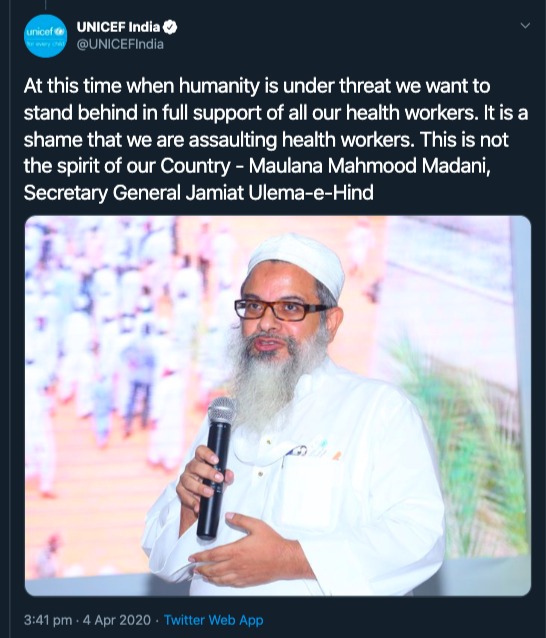 unicef
for every child
UNICEF India
@UNICEFIndia
At this time when humanity is under threat we want to
stand behind in full support of all our health workers. It is a
shame that we are assaulting health workers. This is not
the spirit of our Country - Maulana Mahmood Madani,
Secretary General Jamiat Ulema-e-Hind
3:41 pm · 4 Apr 2020 · Twitter Web App